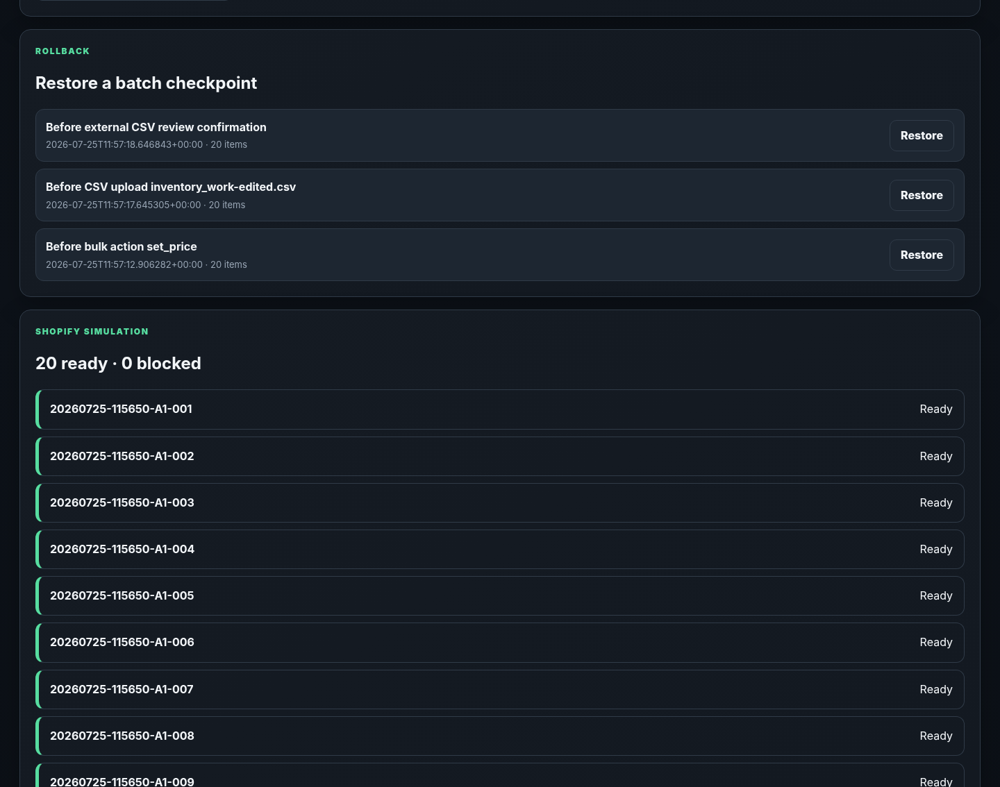 ROLLBACK
Restore a batch checkpoint
Before external CSV review confirmation
2026-07-25T11:57:18.646843+00:00 · 20 items
Restore
Before CSV upload inventory_work-edited.csv
2026-07-25T11:57:17.645305+00:00 · 20 items
Restore
Before bulk action set_price
2026-07-25T11:57:12.906282+00:00 · 20 items
Restore
SHOPIFY SIMULATION
20 ready · 0 blocked
20260725-115650-A1-001 Ready
20260725-115650-A1-002 Ready
20260725-115650-A1-003 Ready
20260725-115650-A1-004 Ready
20260725-115650-A1-005 Ready
20260725-115650-A1-006 Ready
20260725-115650-A1-007 Ready
20260725-115650-A1-008 Ready
20260725-115650-A1-009 Ready